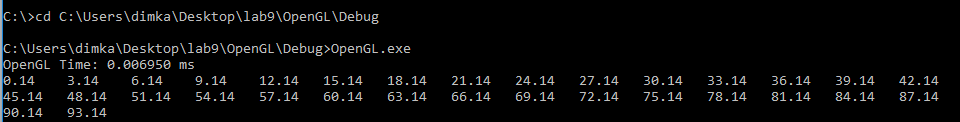 C:\>cd C:\Users\dimka\Desktop\lab9\OpenGL\Debug
C:\Users\dimka\Desktop\lab9\OpenGL\Debug>OpenGL.exe
OpenGL Time: 0.006950 ms
0.14 3.14 6.14 9.14 12.14 15.14 18.14 21.14 24.14 27.14 30.14 33.14 36.14 39.14 42.14
45.14 48.14 51.14 54.14 57.14 60.14 63.14 66.14 69.14 72.14 75.14 78.14 81.14 84.14 87.14
90.14 93.14